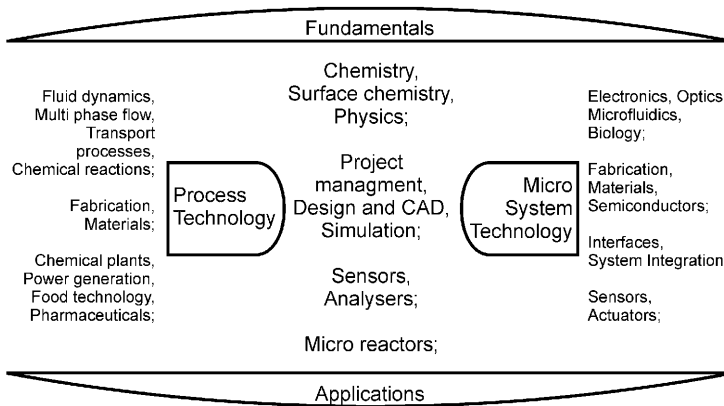 Fundamentals
Fluid dynamics,
Multi phase flow,
Transport
processes,
Chemical reactions;
Fabrication,
Materials;
Chemical plants,
Power generation,
Food technology,
Pharmaceuticals;
Process
Technology
Chemistry,
Surface chemistry,
Physics;
Project
managment,
Design and CAD,
Simulation;
Sensors,
Analysers;
Micro reactors;
Micro
System
Technology
Electronics, Optics
Microfluidics,
Biology;
Fabrication,
Materials,
Semiconductors;
Interfaces,
System Integration
Sensors,
Actuators;
Applications